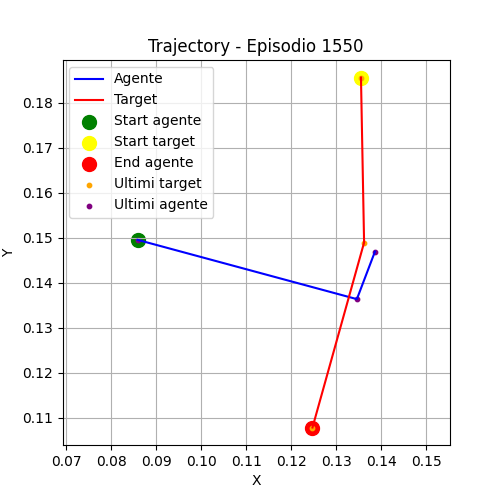 Trajectory - Episodio 1550
Agente
Target
Start agente
Start target
End agente
Ultimi target
Ultimi agente
0.18
0.17
0.16
0.15
0.14
0.13
0.12
0.11
Y
0.07 0.08 0.09 0.10 0.11 0.12 0.13 0.14 0.15
X